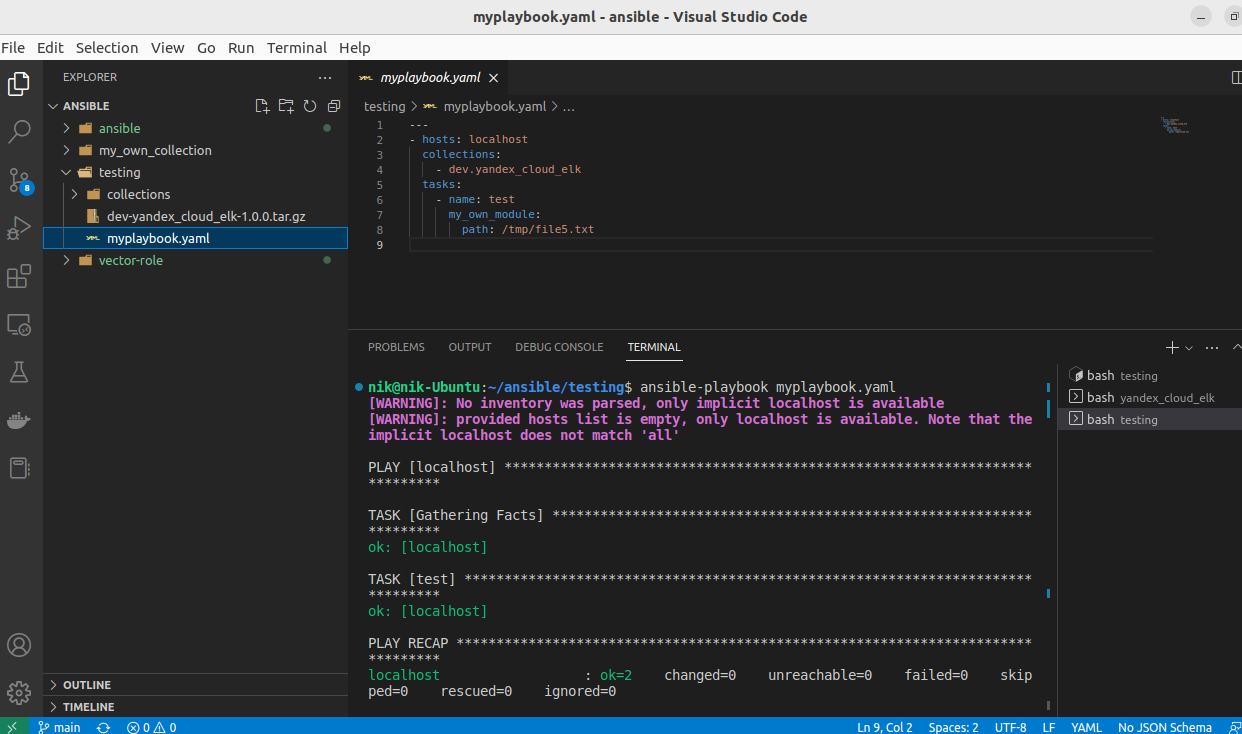 myplaybook.yaml - ansible - Visual Studio Code
File Edit Selection View Go Run Terminal Help
EXPLORER
ANSIBLE
ansible
my_own_collection
testing
collections
dev-yandex_cloud_elk-1.0.0.tar.gz
myplaybook.yaml
vector-role
OUTLINE
TIMELINE
8
myplaybook.yaml
testing > myplaybook.yaml > ...
1 ---
2 - hosts: localhost
3 collections:
4 - dev.yandex_cloud_elk
5 tasks:
6 - name: test
7 my_own_module:
8 path: /tmp/file5.txt
9
PROBLEMS OUTPUT DEBUG CONSOLE TERMINAL
nik@nik-Ubuntu:~/ansible/testing$ ansible-playbook myplaybook.yaml
[WARNING]: No inventory was parsed, only implicit localhost is available
[WARNING]: provided hosts list is empty, only localhost is available. Note that the
implicit localhost does not match 'all'
PLAY [localhost] ******************************************************************
*********
TASK [Gathering Facts] ************************************************************
*********
ok: [localhost]
TASK [test] ***********************************************************************
*********
ok: [localhost]
PLAY RECAP ************************************************************************
*********
localhost : ok=2 changed=0 unreachable=0 failed=0 skip
ped=0 rescued=0 ignored=0
bash testing
bash yandex_cloud_elk
bash testing
main 0 0 Ln 9, Col 2 Spaces: 2 UTF-8 LF YAML No JSON Schema